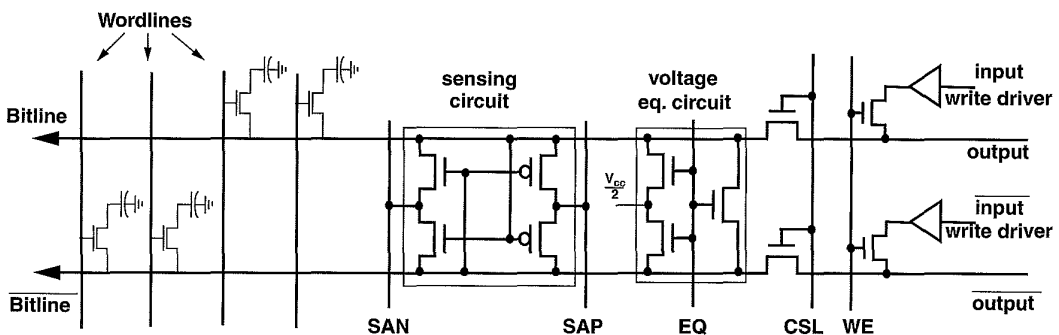 Wordlines
sensing
circuit
voltage
eq. circuit
input
write driver
Bitline
output
V_cc/2
input̅
write driver
Bitline̅
output̅
SAN SAP EQ CSL WE